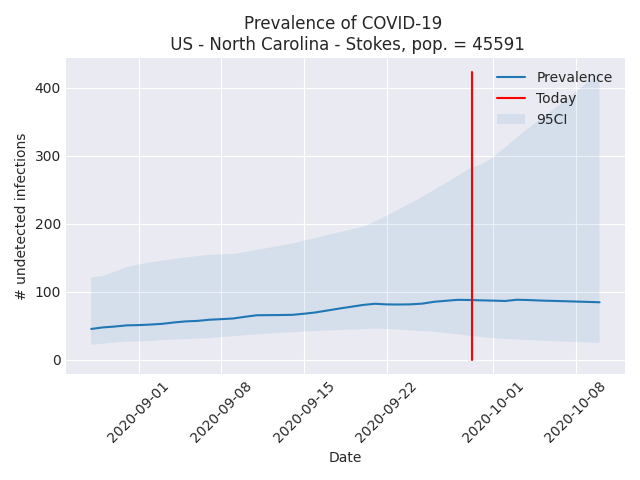 Prevalence of COVID-19
US - North Carolina - Stokes, pop. = 45591
Prevalence
Today
95CI
400
300
200
100
0
# undetected infections
2020-09-01
2020-09-08
2020-09-15
2020-09-22
2020-10-01
2020-10-08
Date